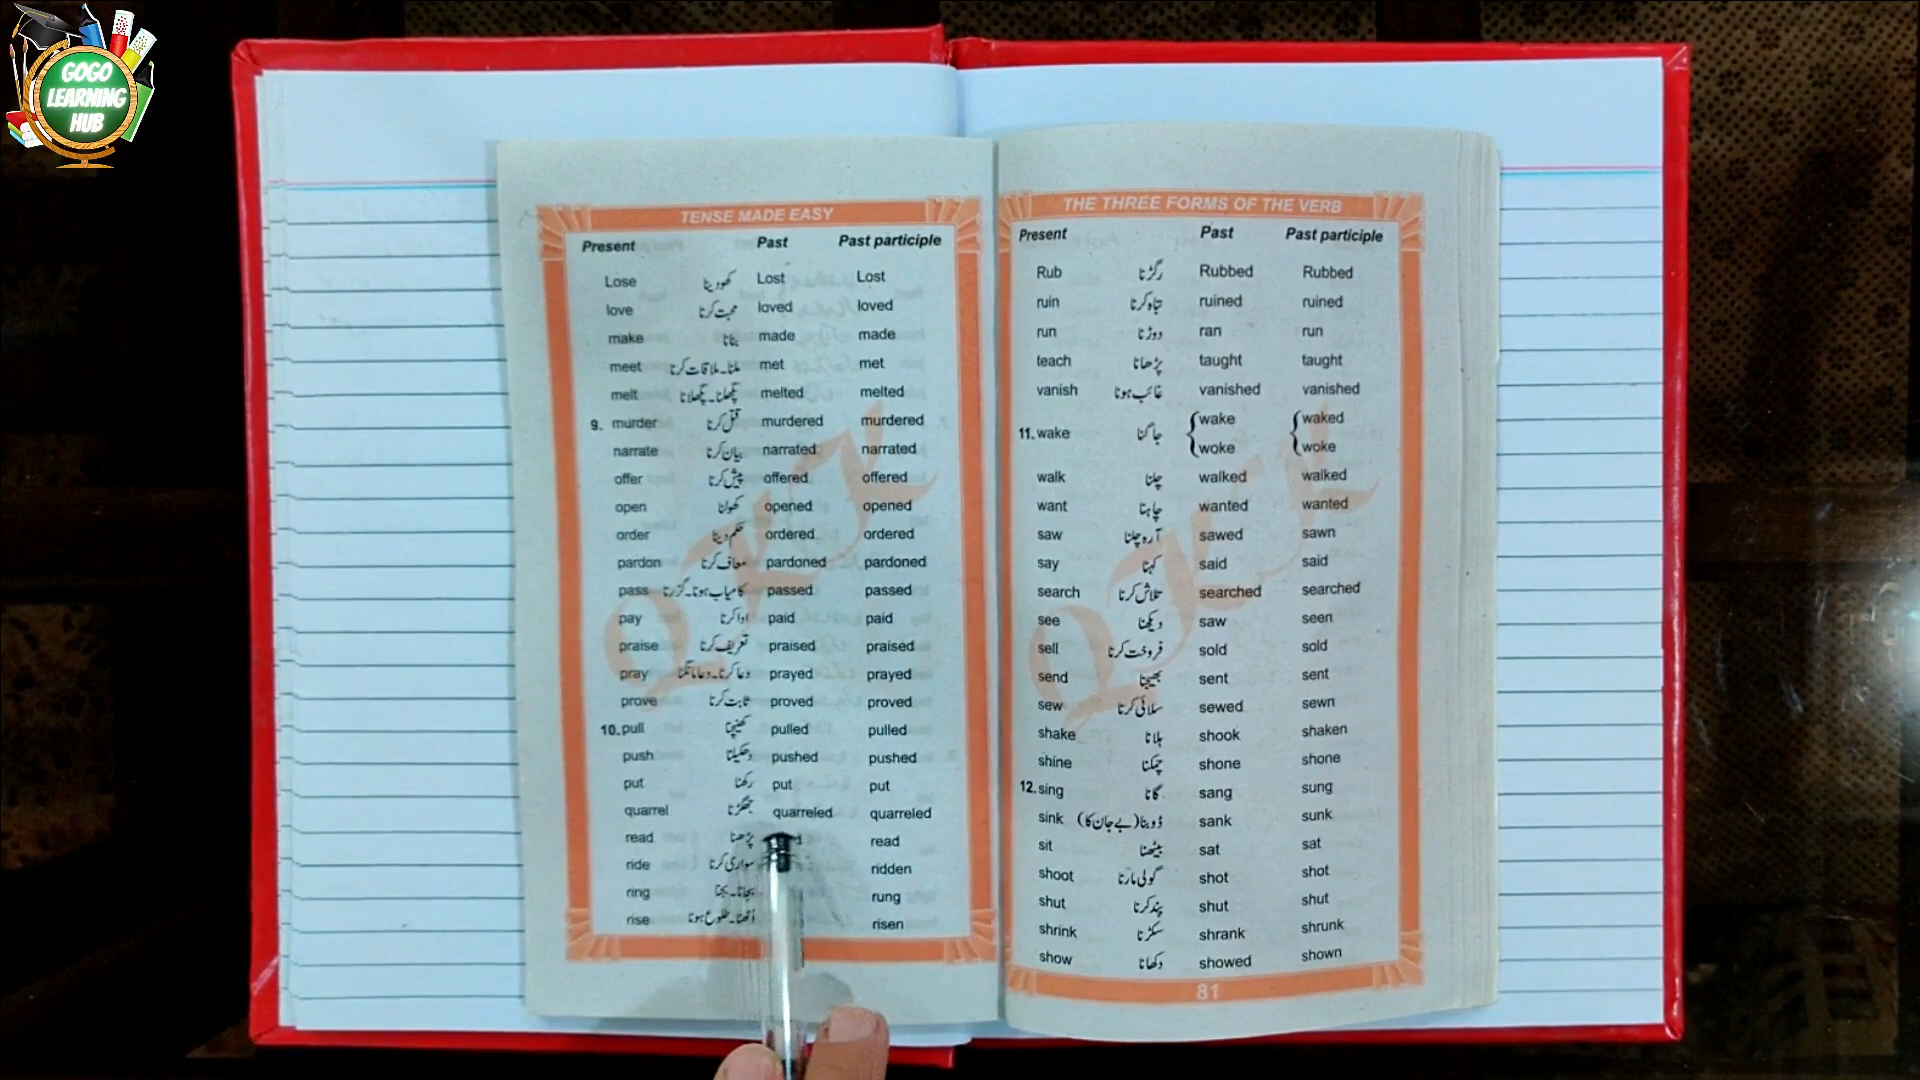 GOGO
LEARNING
HUB
TENSE MADE EASY
Present Past Past participle
Lose کھودینا Lost Lost
love محبت کرنا loved loved
make بنانا made made
meet ملنا۔ملاقات کرنا met met
melt پگھلنا۔پگھلانا melted melted
9. murder قتل کرنا murdered murdered
narrate بیان کرنا narrated narrated
offer پیش کرنا offered offered
open کھولنا opened opened
order حکم دینا ordered ordered
pardon معاف کرنا pardoned pardoned
pass کامیاب ہونا۔گزرنا passed passed
pay ادا کرنا paid paid
praise تعریف کرنا praised praised
pray دعا کرنا۔دعا مانگنا prayed prayed
prove ثابت کرنا proved proved
10. pull کھینچنا pulled pulled
push دھکیلنا pushed pushed
put رکھنا put put
quarrel جھگڑنا quarreled quarreled
read پڑھنا read
ride سواری کرنا ridden
ring بجانا۔بجنا rung
rise اُٹھنا۔طلوع ہونا risen
THE THREE FORMS OF THE VERB
Present Past Past participle
Rub رگڑنا Rubbed Rubbed
ruin تباہ کرنا ruined ruined
run دوڑنا ran run
teach پڑھانا taught taught
vanish غائب ہونا vanished vanished
wake waked
11. wake جاگنا
woke woke
walk چلنا walked walked
want چاہنا wanted wanted
saw آرہ چلنا sawed sawn
say کہنا said said
search تلاش کرنا searched searched
see دیکھنا saw seen
sell فروخت کرنا sold sold
send بھیجنا sent sent
sew سلائی کرنا sewed sewn
shake ہلانا shook shaken
shine چمکنا shone shone
12. sing گانا sang sung
sink ڈوبنا(بے جان کا) sank sunk
sit بیٹھنا sat sat
shoot گولی مارنا shot shot
shut بند کرنا shut shut
shrink سکڑنا shrank shrunk
show دکھانا showed shown
81